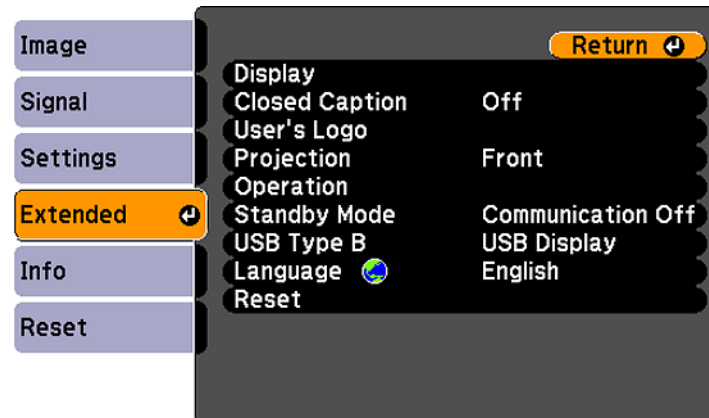 Image
Signal
Settings
Extended
Info
Reset
Return
Display
Closed Caption Off
User's Logo
Projection Front
Operation
Standby Mode Communication Off
USB Type B USB Display
Language English
Reset